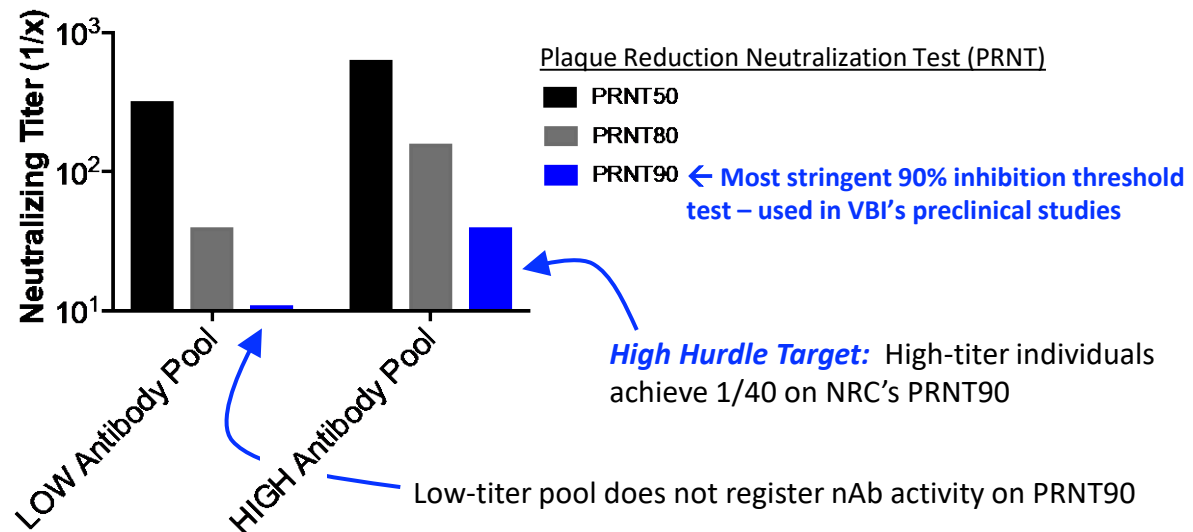 Neutralizing Titer (1/x)
10³
10²
10¹
LOW Antibody Pool
HIGH Antibody Pool
Plaque Reduction Neutralization Test (PRNT)
PRNT50
PRNT80
PRNT90 ← Most stringent 90% inhibition threshold
test – used in VBI's preclinical studies
High Hurdle Target: High-titer individuals
achieve 1/40 on NRC's PRNT90
Low-titer pool does not register nAb activity on PRNT90